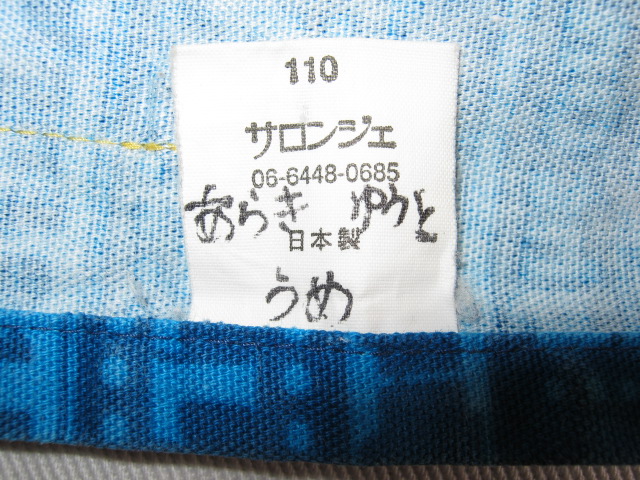 110
サロンジェ
06-6448-0685
あらき ゆうと
日本製
うめ